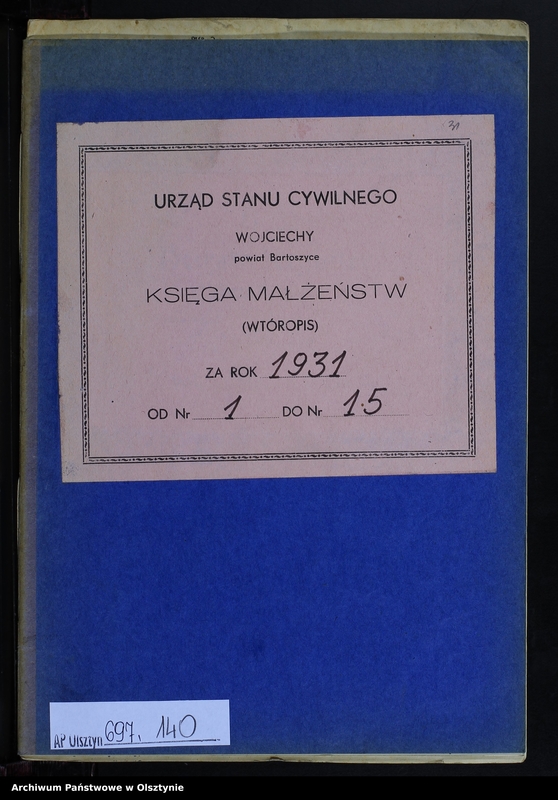 31
URZĄD STANU CYWILNEGO
WOJCIECHY
powiat Bartoszyce
KSIĘGA MAŁŻEŃSTW
(WTÓROPIS)
ZA ROK 1931
OD Nr 1 DO Nr 15
AP Olsztyn 697. 140
Archiwum Państwowe w Olsztynie